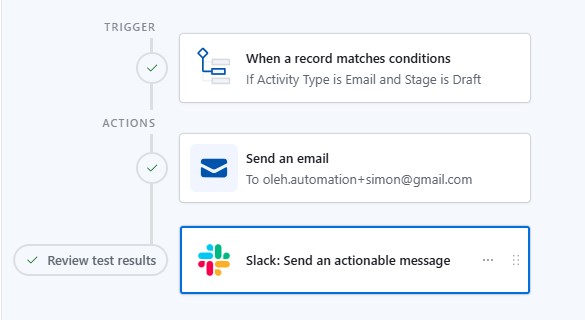 TRIGGER
When a record matches conditions
If Activity Type is Email and Stage is Draft
ACTIONS
Send an email
To oleh.automation+simon@gmail.com
Review test results
Slack: Send an actionable message